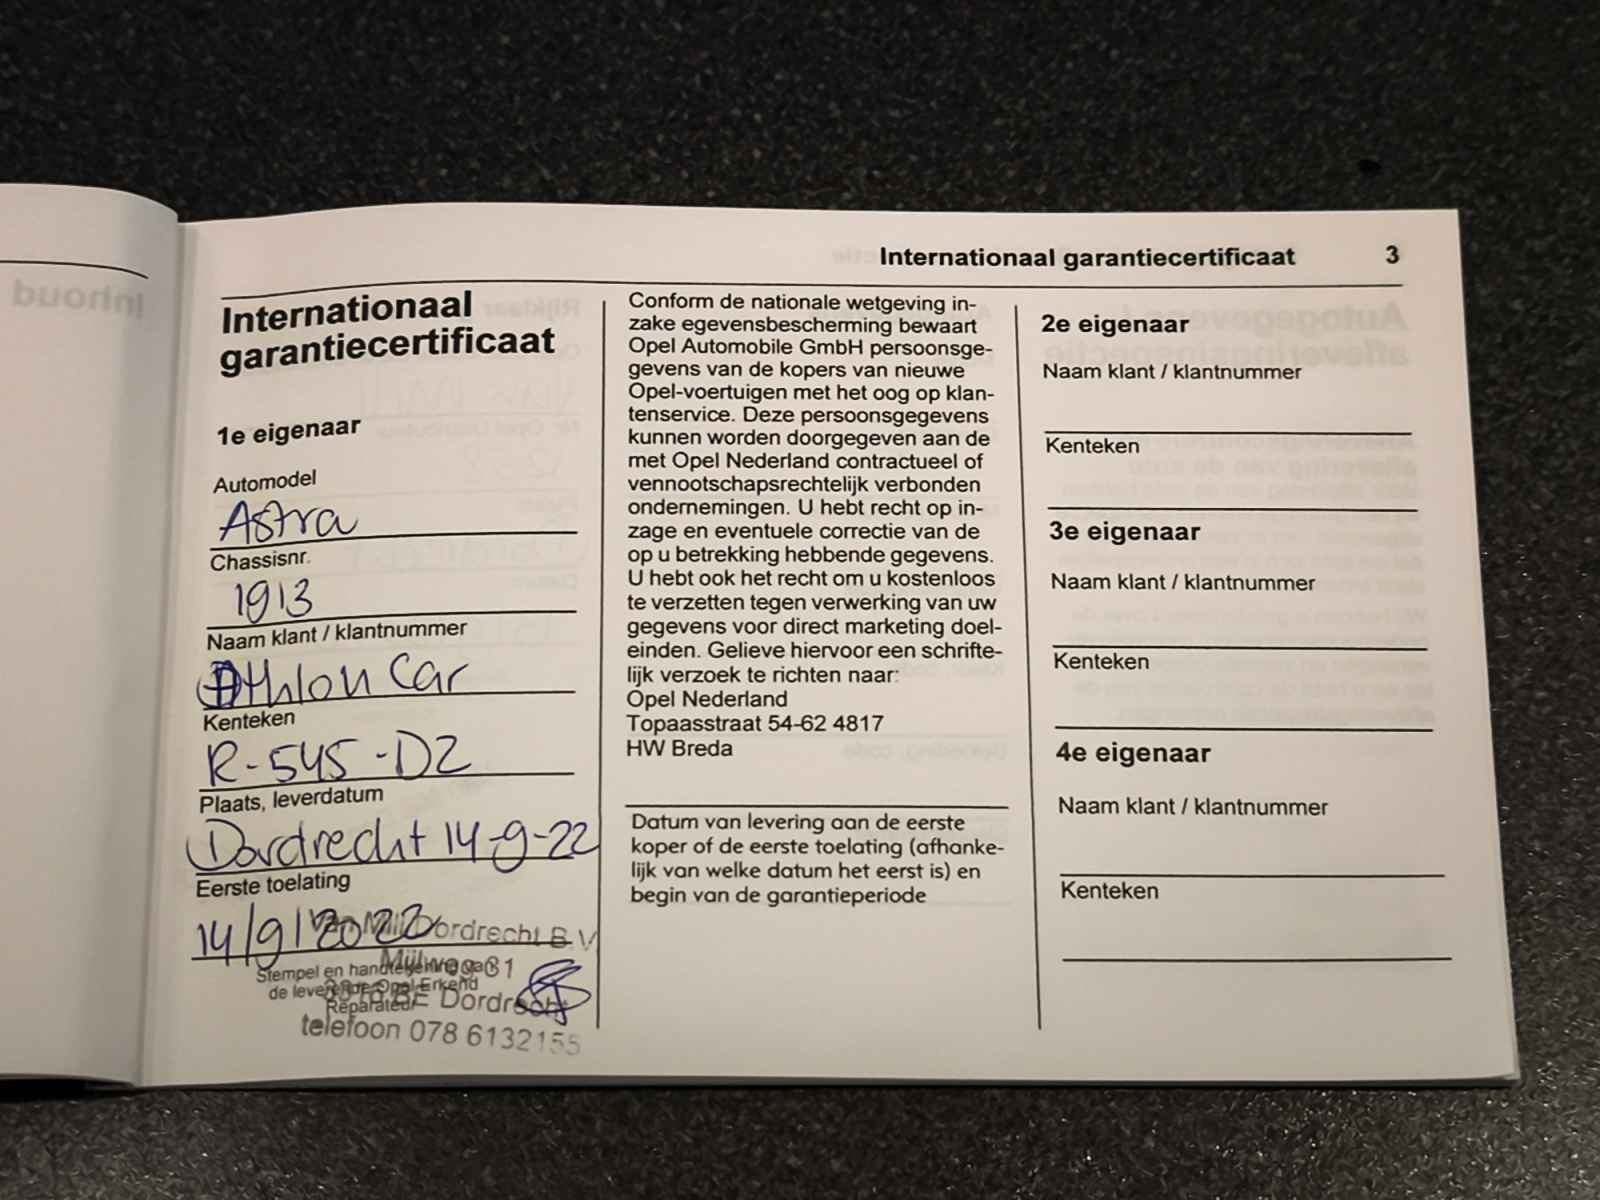 Internationaal garantiecertificaat 3
Internationaal
garantiecertificaat
1e eigenaar
Automodel
Astra
Chassisnr.
1913
Naam klant / klantnummer
Athlon Car
Kenteken
R-545-DZ
Plaats, leverdatum
Dordrecht 14-9-22
Eerste toelating
14/9/2022
Van Mill Dordrecht B.V
Mijlweg 61
Stempel en handtekening van
de leverende Opel Erkend
Reparateur
BE Dordrecht
telefoon 078 6132155
Conform de nationale wetgeving in-
zake egevensbescherming bewaart
Opel Automobile GmbH persoonsge-
gevens van de kopers van nieuwe
Opel-voertuigen met het oog op klan-
tenservice. Deze persoonsgegevens
kunnen worden doorgegeven aan de
met Opel Nederland contractueel of
vennootschapsrechtelijk verbonden
ondernemingen. U hebt recht op in-
zage en eventuele correctie van de
op u betrekking hebbende gegevens.
U hebt ook het recht om u kostenloos
te verzetten tegen verwerking van uw
gegevens voor direct marketing doel-
einden. Gelieve hiervoor een schrifte-
lijk verzoek te richten naar:
Opel Nederland
Topaasstraat 54-62 4817
HW Breda
Datum van levering aan de eerste
koper of de eerste toelating (afhanke-
lijk van welke datum het eerst is) en
begin van de garantieperiode
2e eigenaar
Naam klant / klantnummer
Kenteken
3e eigenaar
Naam klant / klantnummer
Kenteken
4e eigenaar
Naam klant / klantnummer
Kenteken